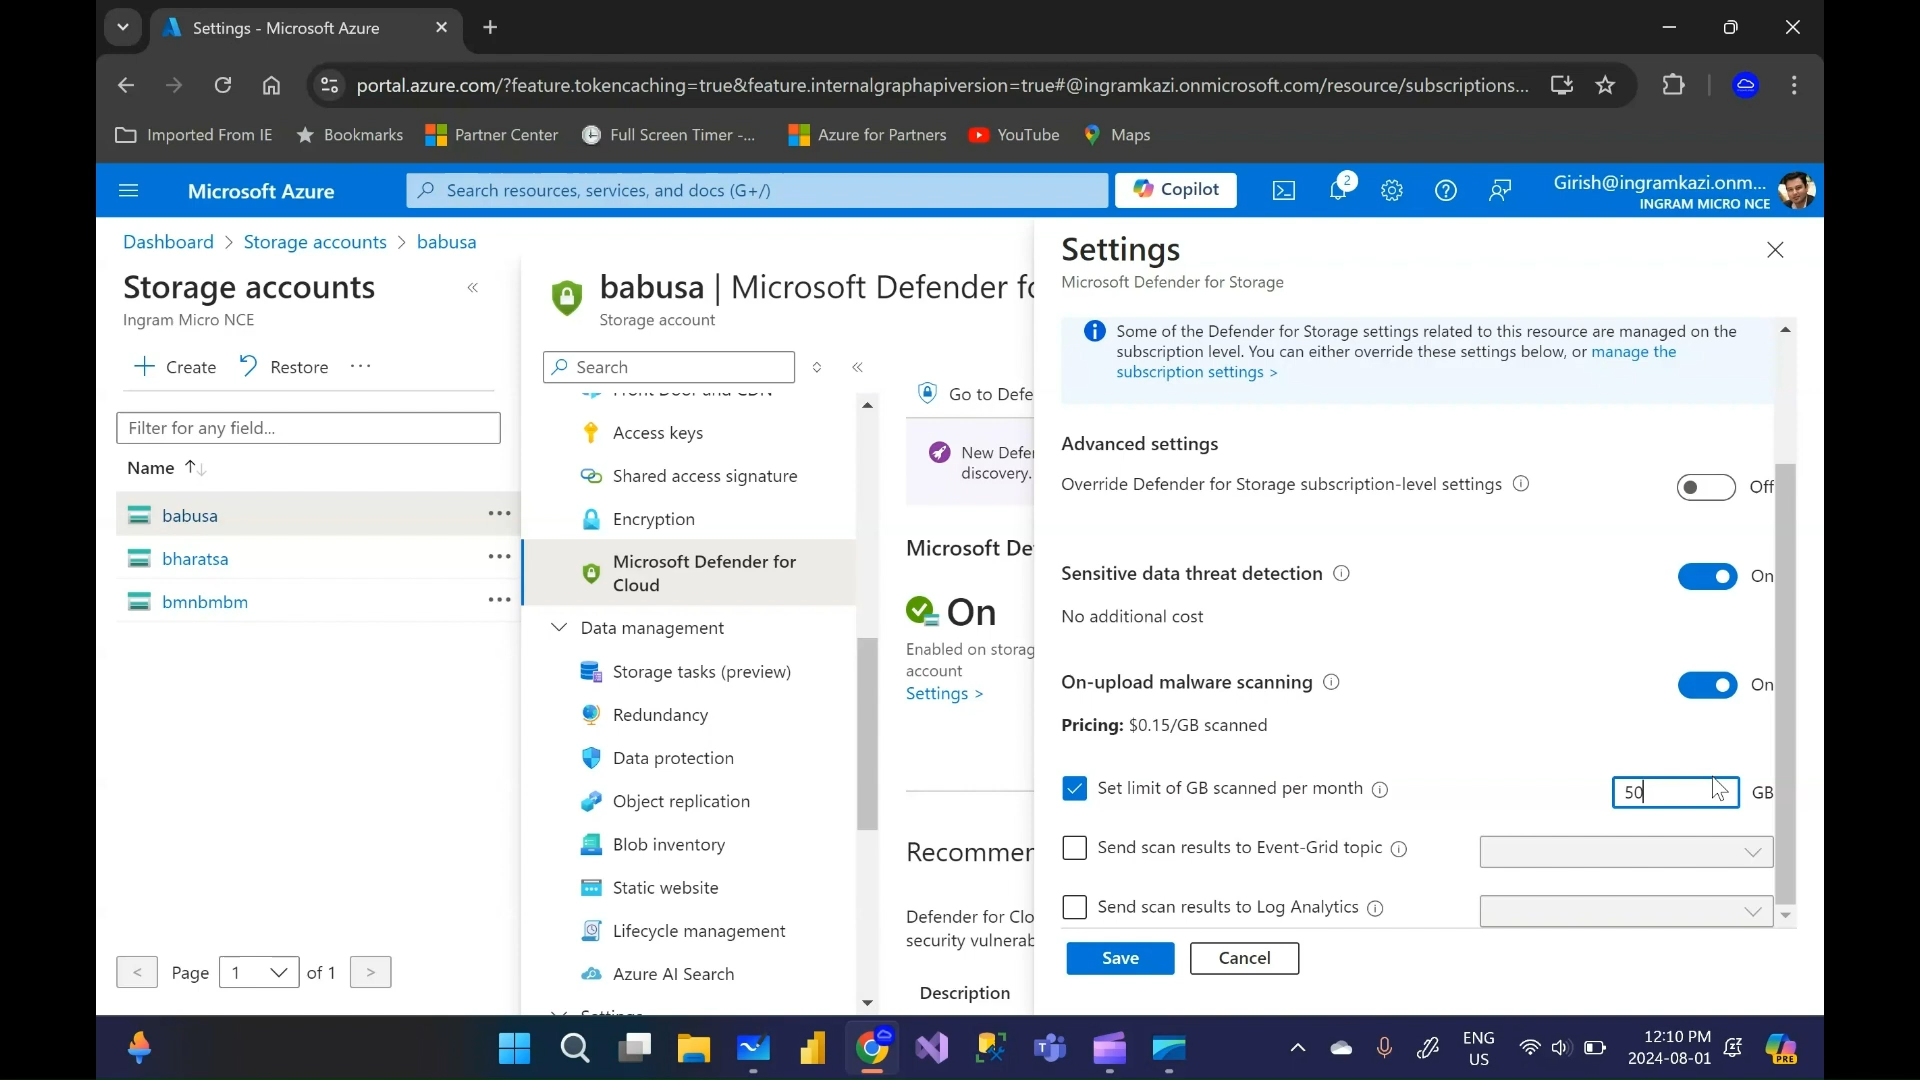 Settings - Microsoft Azure
portal.azure.com/?feature.tokencaching=true&feature.internalgraphapiversion=true#@ingramkazi.onmicrosoft.com/resource/subscriptions...
Imported From IE
Bookmarks
Partner Center
Full Screen Timer -...
Azure for Partners
YouTube
Maps
Microsoft Azure
Search resources, services, and docs (G+/)
Copilot
2
Girish@ingramkazi.onm...
INGRAM MICRO NCE
Dashboard > Storage accounts > babusa
Storage accounts
Ingram Micro NCE
Create
Restore
Filter for any field...
Name
babusa
bharatsa
bmnbmbm
< Page 1 of 1 >
babusa | Microsoft Defender fo
Storage account
Search
Front Door and CDN
Access keys
Shared access signature
Encryption
Microsoft Defender for
Cloud
Data management
Storage tasks (preview)
Redundancy
Data protection
Object replication
Blob inventory
Static website
Lifecycle management
Azure AI Search
Settings
Go to Defe
New Defer
discovery.
Microsoft De
On
Enabled on storag
account
Settings >
Recommer
Defender for Clo
security vulnerab
Description
Settings
Microsoft Defender for Storage
Some of the Defender for Storage settings related to this resource are managed on the
subscription level. You can either override these settings below, or manage the
subscription settings >
Advanced settings
Override Defender for Storage subscription-level settings
Off
Sensitive data threat detection
On
No additional cost
On-upload malware scanning
On
Pricing: $0.15/GB scanned
Set limit of GB scanned per month
50
GB
Send scan results to Event-Grid topic
Send scan results to Log Analytics
Save
Cancel
ENG
US
12:10 PM
2024-08-01
PRE